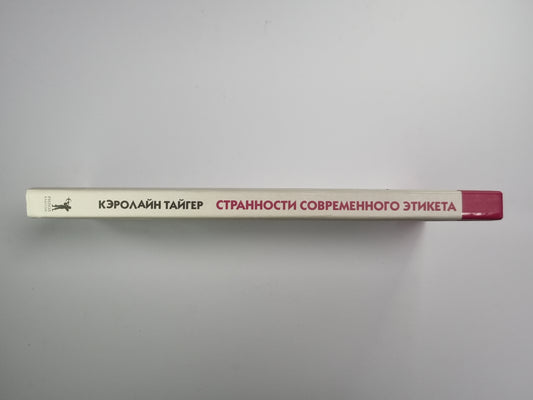 КЭРОЛАЙН ТАЙГЕР СТРАННОСТИ СОВРЕМЕННОГО ЭТИКЕТА